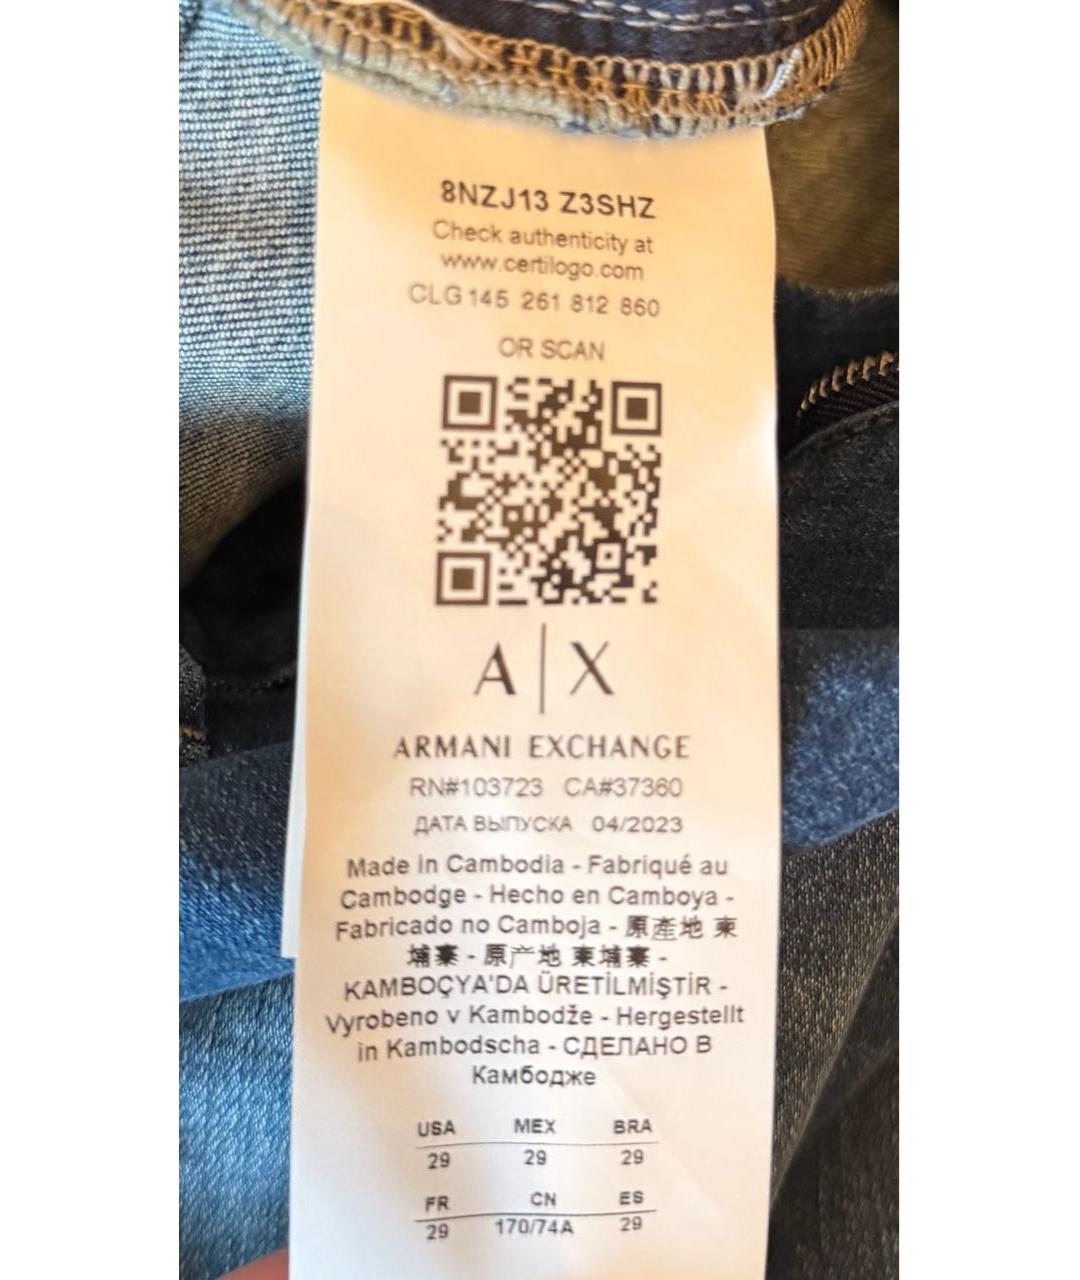 8NZJ13 Z3SHZ
Check authenticity at
www.certilogo.com
CLG 145 261 812 860
OR SCAN
A|X
ARMANI EXCHANGE
RN#103723 CA#37360
ДАТА ВЫПУСКА 04/2023
Made in Cambodia - Fabriqué au
Cambodge - Hecho en Camboya -
Fabricado no Camboja - 原產地 柬
埔寨 - 原产地 柬埔寨 -
KAMBOÇYA'DA ÜRETİLMİŞTİR -
Vyrobeno v Kambodže - Hergestellt
in Kambodscha - СДЕЛАНО В
Камбодже
USA MEX BRA
29 29 29
FR CN ES
29 170/74A 29